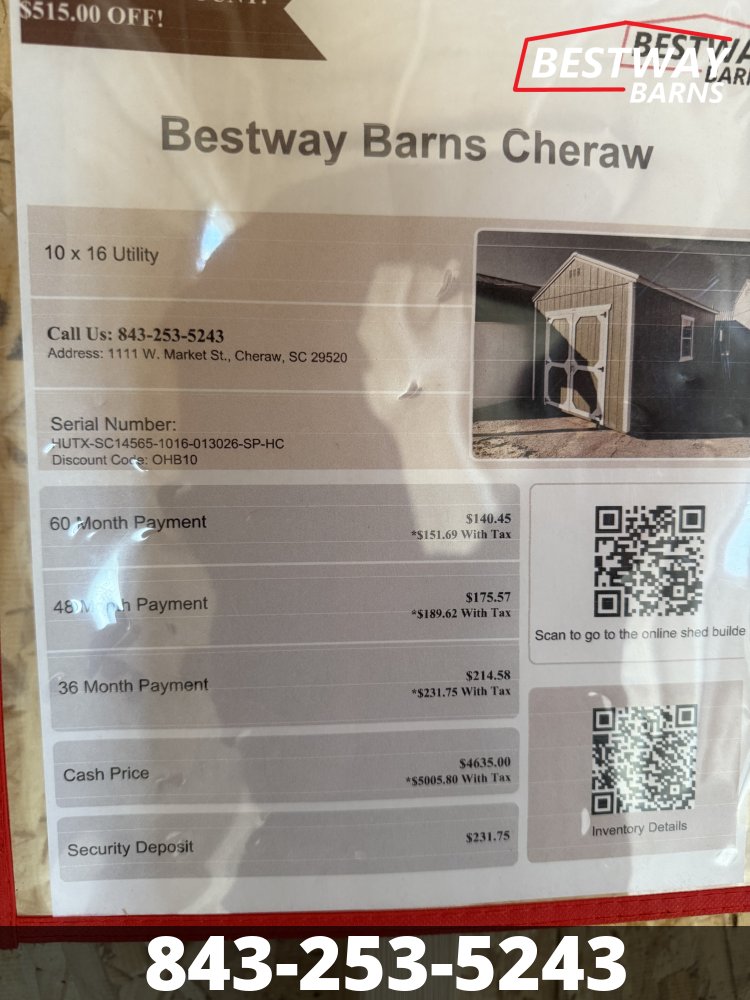 $515.00 OFF!
BESTWAY
BARNS
BESTWAY
BARNS
Bestway Barns Cheraw
10 x 16 Utility
Call Us: 843-253-5243
Address: 1111 W. Market St., Cheraw, SC 29520
Serial Number:
HUTX-SC14565-1016-013026-SP-HC
Discount Code: OHB10
60 Month Payment
$140.45
*$151.69 With Tax
48 Month Payment
$175.57
*$189.62 With Tax
36 Month Payment
$214.58
*$231.75 With Tax
Cash Price
$4635.00
*$5005.80 With Tax
Security Deposit
$231.75
Scan to go to the online shed builde
Inventory Details
843-253-5243